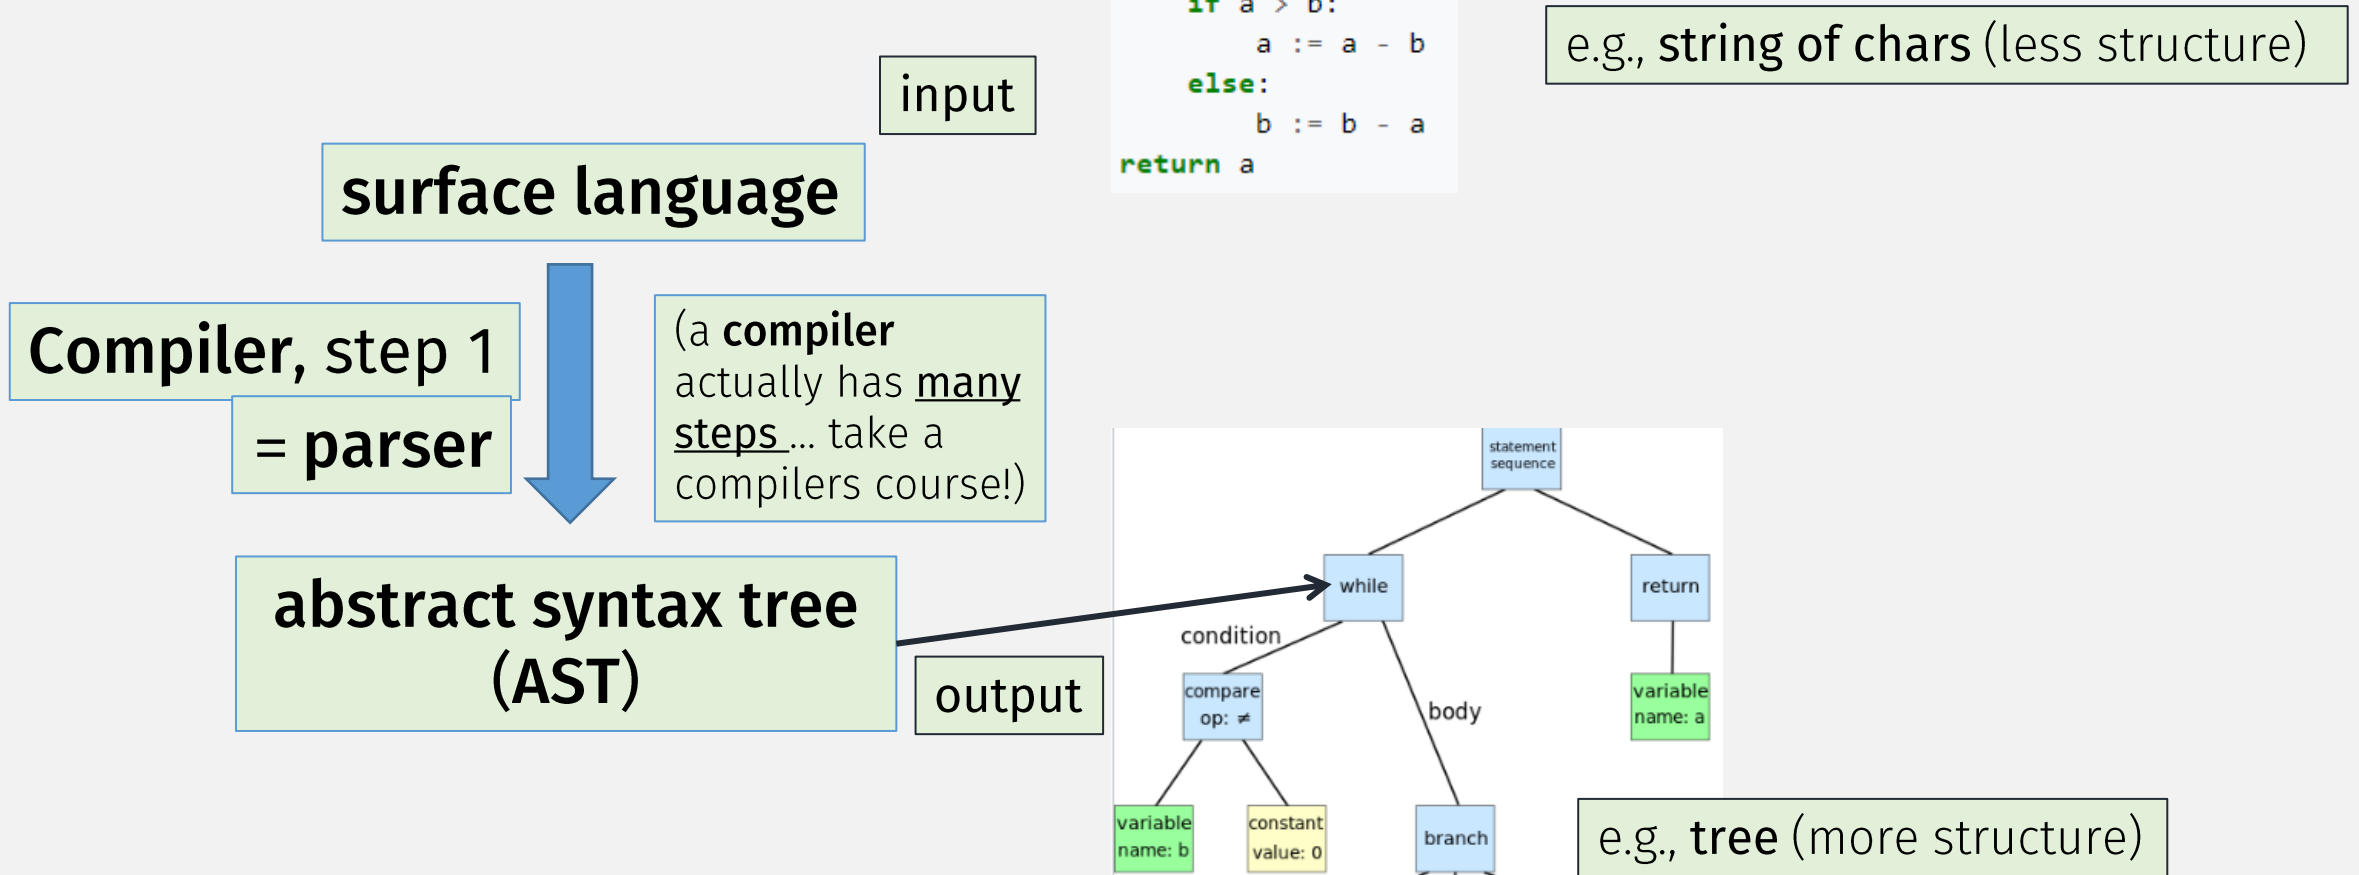 if a > b:
a := a - b
else:
b := b - a
return a
e.g., string of chars (less structure)
input
surface language
Compiler, step 1
= parser
(a compiler
actually has many
steps ... take a
compilers course!)
abstract syntax tree
(AST)
output
statement
sequence
while
return
condition
body
compare
op: ≠
variable
name: a
variable
name: b
constant
value: 0
branch
e.g., tree (more structure)